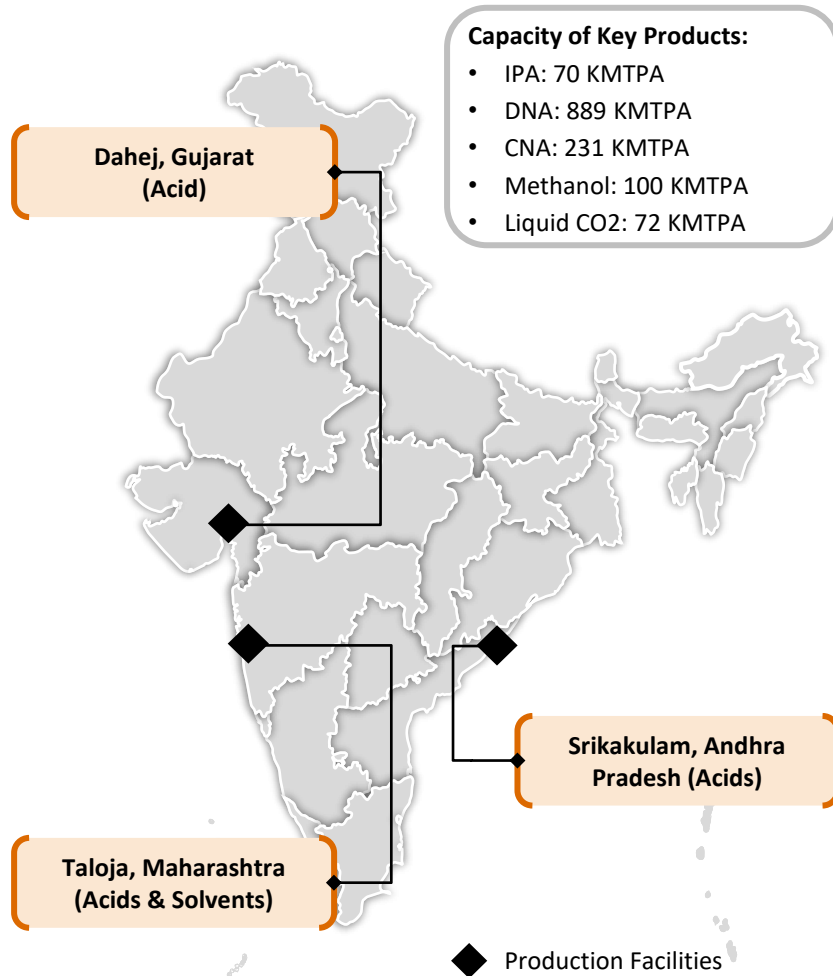 Capacity of Key Products:
• IPA: 70 KMTPA
• DNA: 889 KMTPA
• CNA: 231 KMTPA
• Methanol: 100 KMTPA
• Liquid CO2: 72 KMTPA
Dahej, Gujarat
(Acid)
Srikakulam, Andhra
Pradesh (Acids)
Taloja, Maharashtra
(Acids & Solvents)
Production Facilities